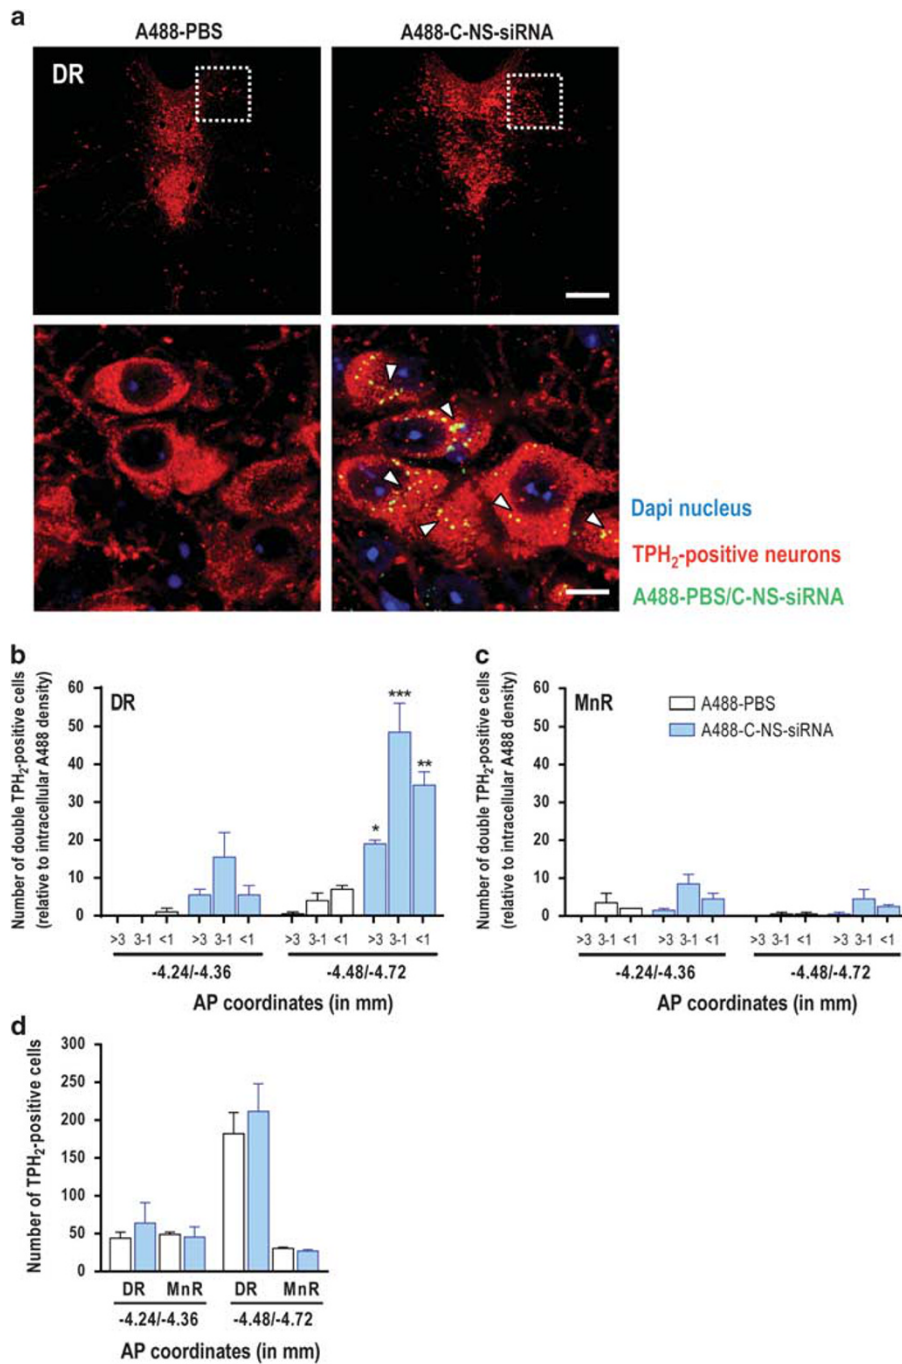 a
A488-PBS
A488-C-NS-siRNA
DR
Dapi nucleus
TPH₂-positive neurons
A488-PBS/C-NS-siRNA
b
Number of double TPH₂-positive cells
(relative to intracellular A488 density)
60
50
40
30
20
10
0
DR
*
***
**
>3 3-1 <1 >3 3-1 <1 >3 3-1 <1 >3 3-1 <1
-4.24/-4.36 -4.48/-4.72
AP coordinates (in mm)
c
Number of double TPH₂-positive cells
(relative to intracellular A488 density)
60
50
40
30
20
10
0
MnR
A488-PBS
A488-C-NS-siRNA
>3 3-1 <1 >3 3-1 <1 >3 3-1 <1 >3 3-1 <1
-4.24/-4.36 -4.48/-4.72
AP coordinates (in mm)
d
Number of TPH₂-positive cells
300
250
200
150
100
50
0
DR MnR DR MnR
-4.24/-4.36 -4.48/-4.72
AP coordinates (in mm)